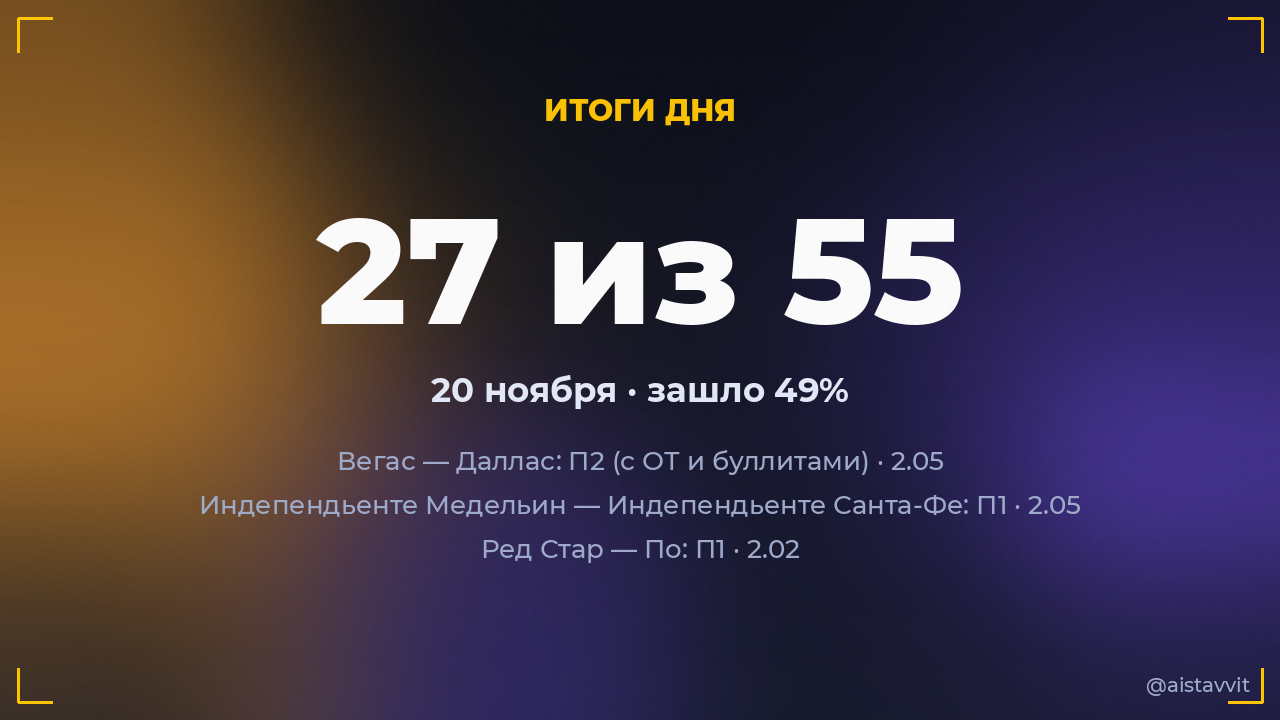 ИТОГИ ДНЯ
27 из 55
20 ноября · зашло 49%
Вегас — Даллас: П2 (с ОТ и буллитами) · 2.05
Индепендьенте Медельин — Индепендьенте Санта-Фе: П1 · 2.05
Ред Стар — По: П1 · 2.02
@aistavvit